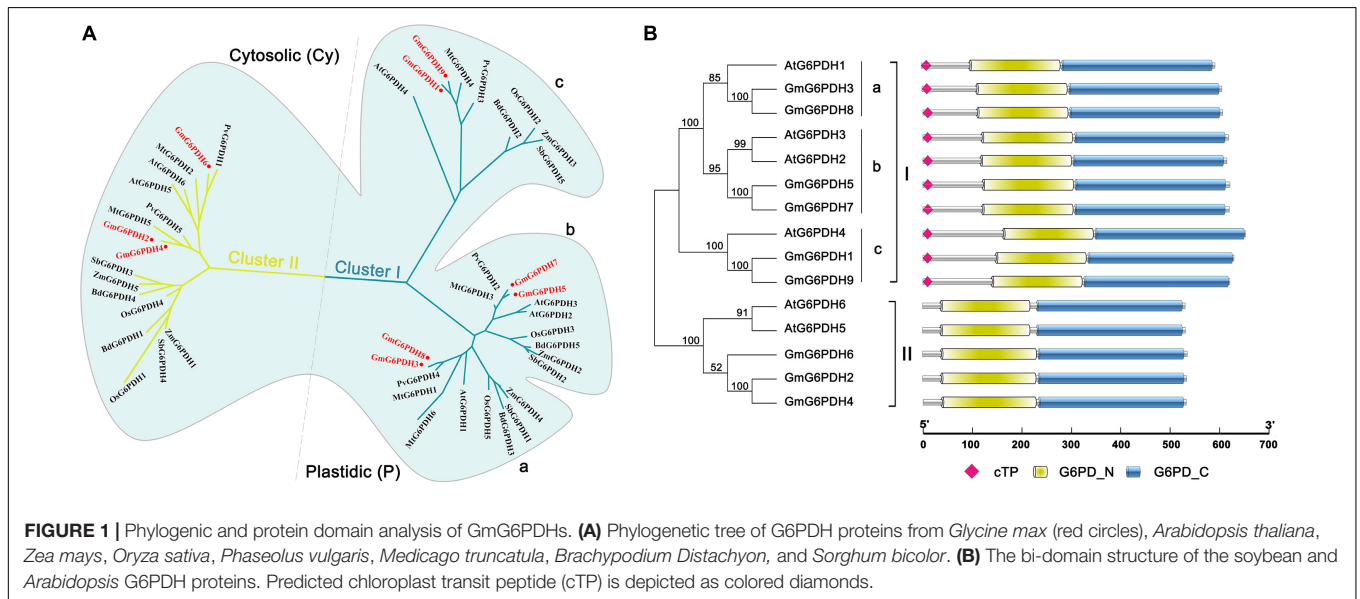 A
Cytosolic (Cy)
c
AtG6PDH4
GmG6PDH1
GmG6PDH9
MtG6PDH4
PvG6PDH3
BdG6PDH2
OsG6PDH2
ZmG6PDH3
SbG6PDH5
GmG6PDH6
PvG6PDH1
MtG6PDH2
AtG6PDH6
AtG6PDH5
PvG6PDH5
MtG6PDH5
GmG6PDH2
GmG6PDH4
SbG6PDH3
ZmG6PDH5
BdG6PDH4
OsG6PDH4
BdG6PDH1
ZmG6PDH1
SbG6PDH4
OsG6PDH1
Cluster II
Cluster I
b
PvG6PDH2
MtG6PDH3
GmG6PDH7
GmG6PDH5
AtG6PDH3
AtG6PDH2
OsG6PDH3
BdG6PDH5
ZmG6PDH2
SbG6PDH2
GmG6PDH8
GmG6PDH3
PvG6PDH4
MtG6PDH1
MtG6PDH6
AtG6PDH1
OsG6PDH5
BdG6PDH3
SbG6PDH1
ZmG6PDH4
a
Plastidic (P)
B
AtG6PDH1
85
a
GmG6PDH3
100
GmG6PDH8
100
AtG6PDH3
99
AtG6PDH2
b
95
I
GmG6PDH5
100
GmG6PDH7
AtG6PDH4
100
c
GmG6PDH1
100
GmG6PDH9
AtG6PDH6
91
AtG6PDH5
100
II
GmG6PDH6
52
GmG6PDH2
100
GmG6PDH4
5' 3'
0 100 200 300 400 500 600 700
cTP G6PD_N G6PD_C
FIGURE 1 | Phylogenic and protein domain analysis of GmG6PDHs. (A) Phylogenetic tree of G6PDH proteins from Glycine max (red circles), Arabidopsis thaliana,
Zea mays, Oryza sativa, Phaseolus vulgaris, Medicago truncatula, Brachypodium Distachyon, and Sorghum bicolor. (B) The bi-domain structure of the soybean and
Arabidopsis G6PDH proteins. Predicted chloroplast transit peptide (cTP) is depicted as colored diamonds.